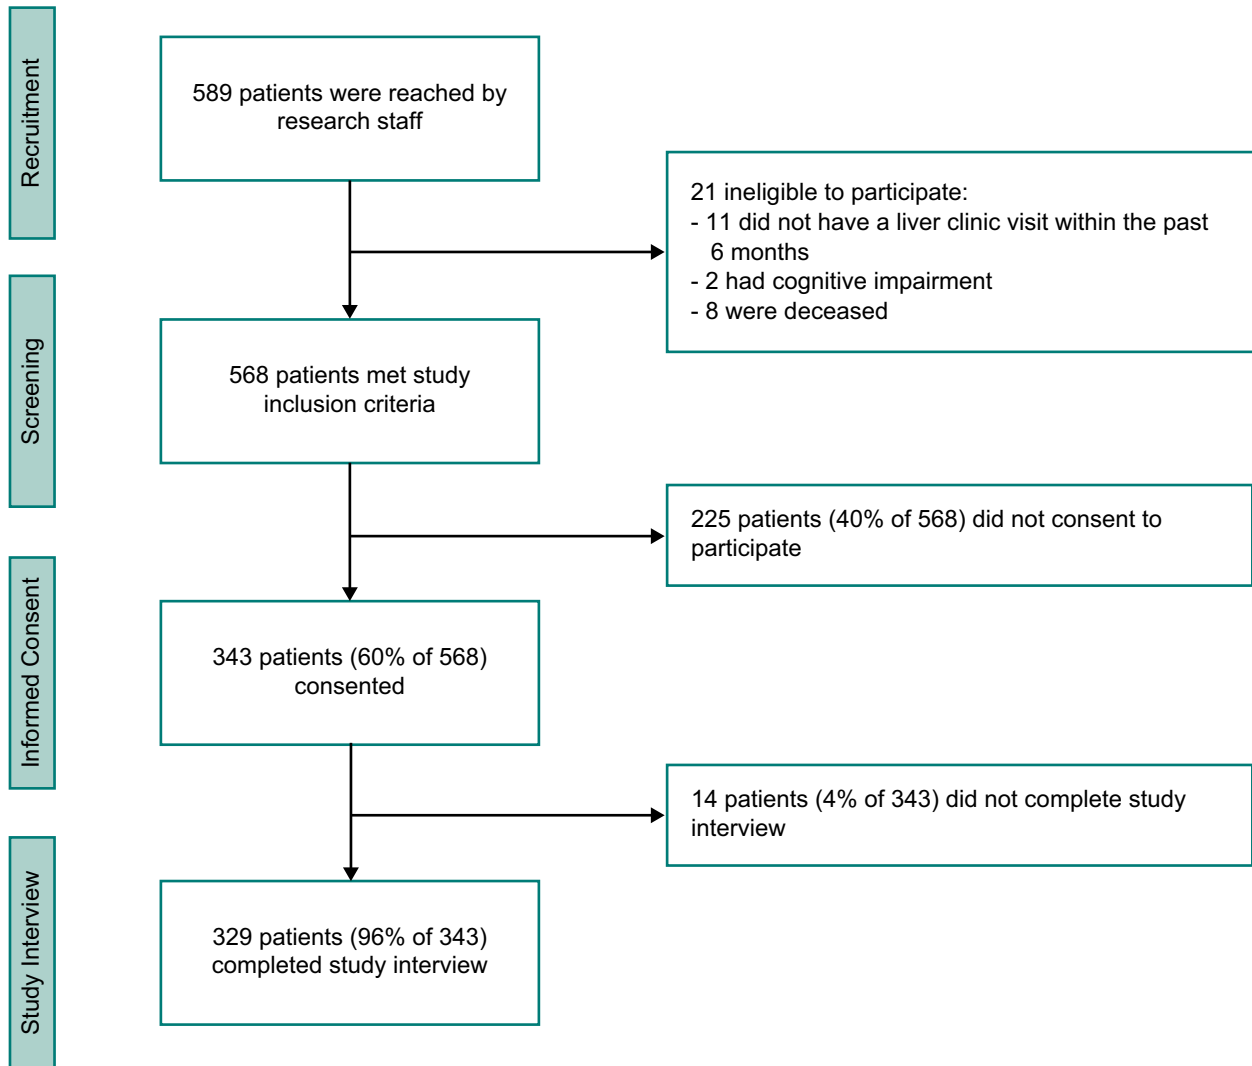 Recruitment
589 patients were reached by
research staff
21 ineligible to participate:
- 11 did not have a liver clinic visit within the past
6 months
- 2 had cognitive impairment
- 8 were deceased
Screening
568 patients met study
inclusion criteria
225 patients (40% of 568) did not consent to
participate
Informed Consent
343 patients (60% of 568)
consented
14 patients (4% of 343) did not complete study
interview
Study Interview
329 patients (96% of 343)
completed study interview